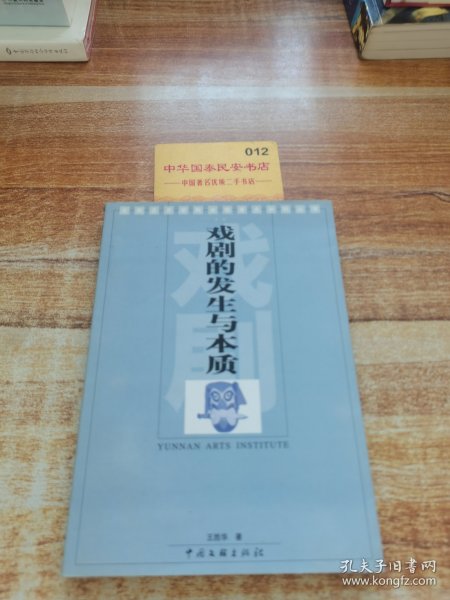 012
中华国泰民安书店
中国著名优质二手书店
戏剧
戏剧的发生与本质
YUNNAN ARTS INSTITUTE
王胜华 著
中国文联出版社
孔夫子旧书网
www.kongfz.com